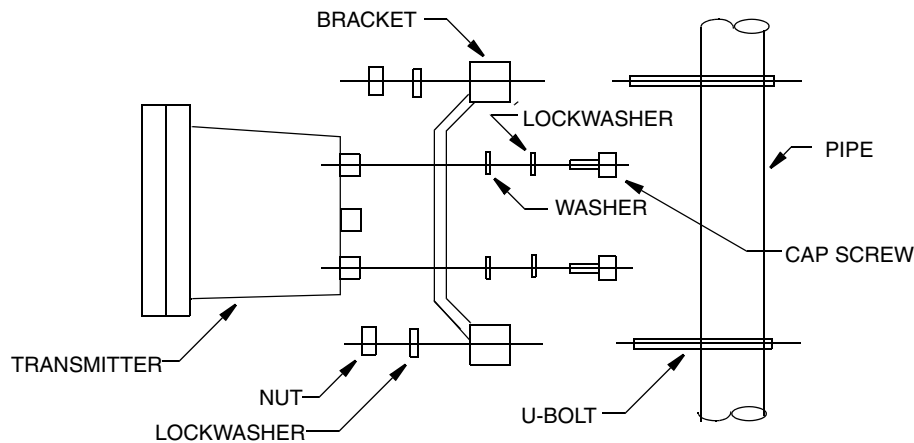 BRACKET
LOCKWASHER
PIPE
WASHER
CAP SCREW
TRANSMITTER
NUT
U-BOLT
LOCKWASHER